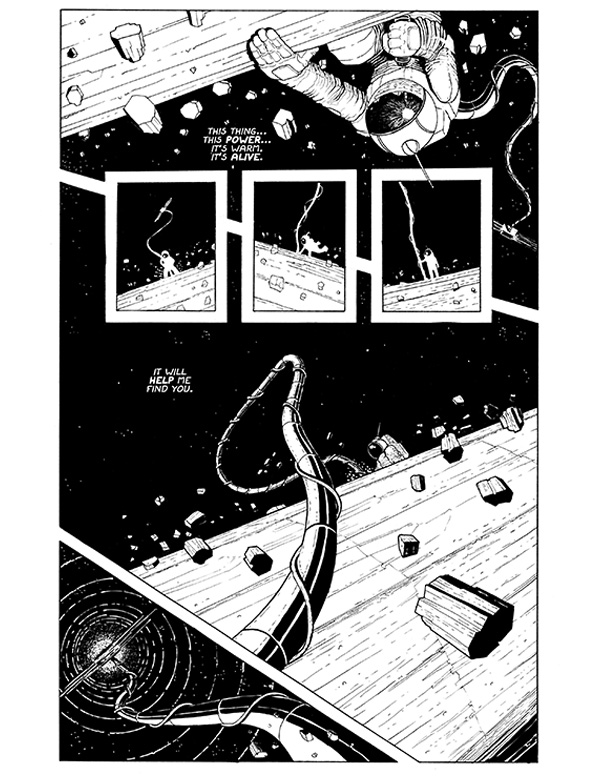 THIS THING...
THIS POWER...
IT'S WARM.
IT'S ALIVE.
IT WILL
HELP ME
FIND YOU.